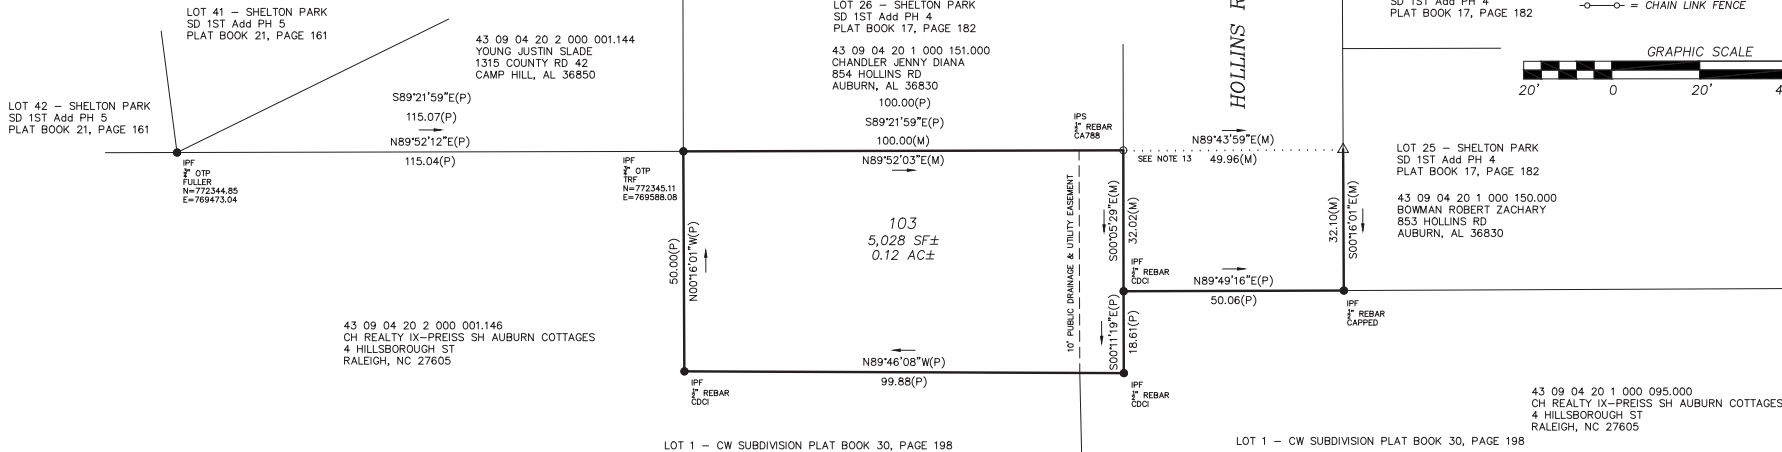 LOT 41 – SHELTON PARK
SD 1ST Add PH 5
PLAT BOOK 21, PAGE 161
43 09 04 20 2 000 001.144
YOUNG JUSTIN SLADE
1315 COUNTY RD 42
CAMP HILL, AL 36850
LOT 26 – SHELTON PARK
SD 1ST Add PH 4
PLAT BOOK 17, PAGE 182
43 09 04 20 1 000 151.000
CHANDLER JENNY DIANA
854 HOLLINS RD
AUBURN, AL 36830
HOLLINS R
SD 1ST Add PH 4
PLAT BOOK 17, PAGE 182
= CHAIN LINK FENCE
GRAPHIC SCALE
20' 0 20' 4
LOT 42 – SHELTON PARK
SD 1ST Add PH 5
PLAT BOOK 21, PAGE 161
S89°21'59"E(P)
115.07(P)
N89°52'12"E(P)
115.04(P)
100.00(P)
S89°21'59"E(P)
100.00(M)
N89°52'03"E(M)
IPS
½" REBAR
CA788
N89°43'59"E(M)
SEE NOTE 13 49.96(M)
IPF
¾" OTP
FULLER
N=772344.85
E=769473.04
IPF
¾" OTP
TRF
N=772345.11
E=769588.08
LOT 25 – SHELTON PARK
SD 1ST Add PH 4
PLAT BOOK 17, PAGE 182
43 09 04 20 1 000 150.000
BOWMAN ROBERT ZACHARY
853 HOLLINS RD
AUBURN, AL 36830
50.00(P)
N00°16'01"W(P)
103
5,028 SF±
0.12 AC±
10' PUBLIC DRAINAGE & UTILITY EASEMENT
S00°05'29"E(M)
32.02(M)
32.10(M)
S00°16'01"E(M)
IPF
½" REBAR
CDCI
N89°49'16"E(P)
50.06(P)
IPF
½" REBAR
CAPPED
S00°11'19"E(P)
18.61(P)
43 09 04 20 2 000 001.146
CH REALTY IX–PREISS SH AUBURN COTTAGES
4 HILLSBOROUGH ST
RALEIGH, NC 27605
N89°46'08"W(P)
99.88(P)
IPF
½" REBAR
CDCI
IPF
½" REBAR
CDCI
43 09 04 20 1 000 095.000
CH REALTY IX–PREISS SH AUBURN COTTAGES
4 HILLSBOROUGH ST
RALEIGH, NC 27605
LOT 1 – CW SUBDIVISION PLAT BOOK 30, PAGE 198
LOT 1 – CW SUBDIVISION PLAT BOOK 30, PAGE 198